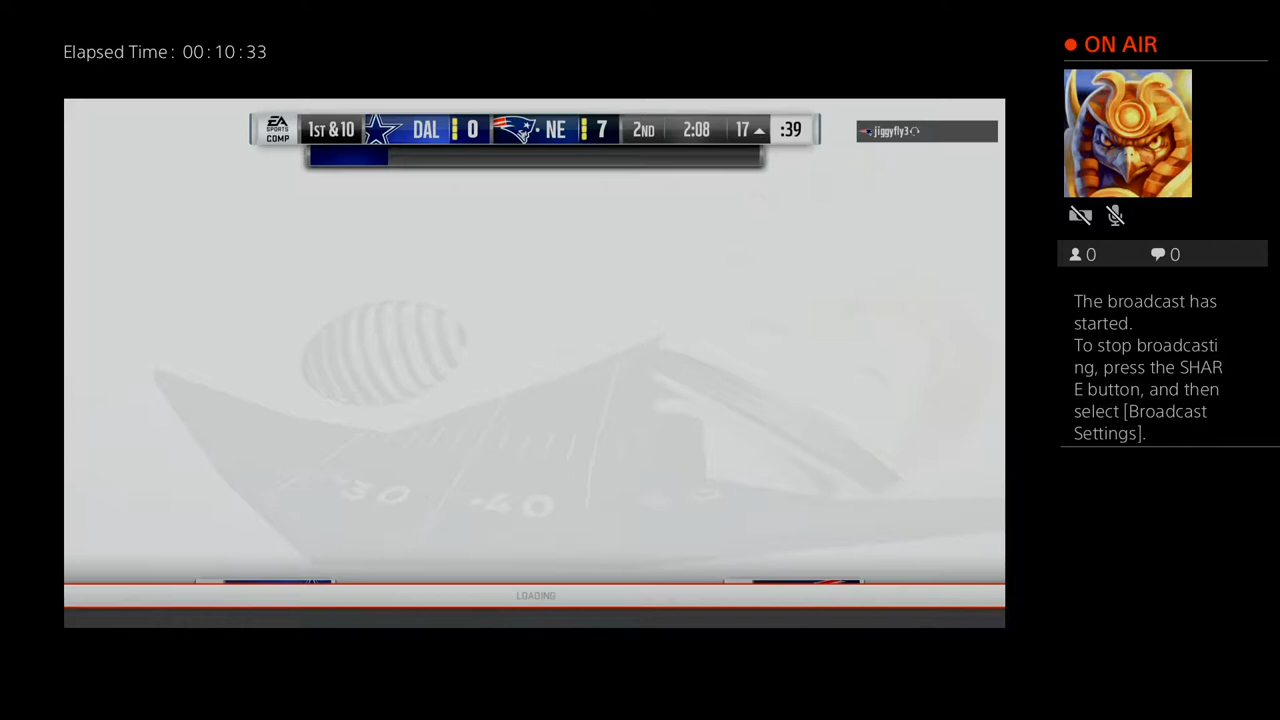 Elapsed Time: 00:10:33
ON AIR
EA
SPORTS
COMP
1ST & 10
DAL
0
NE
7
2ND
2:08
17
:39
jiggyfly3
0
0
The broadcast has
started.
To stop broadcasti
ng, press the SHAR
E button, and then
select [Broadcast
Settings].
30
40
LOADING